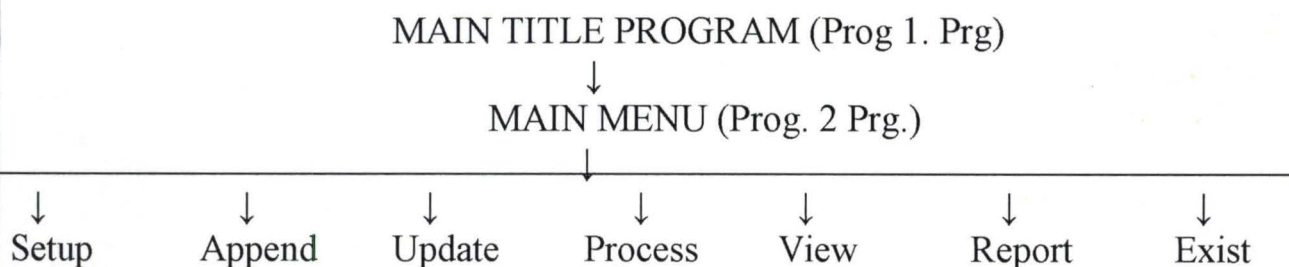 MAIN TITLE PROGRAM (Prog 1. Prg)
↓
MAIN MENU (Prog. 2 Prg.)
↓
↓ ↓ ↓ ↓ ↓ ↓ ↓
Setup Append Update Process View Report Exist